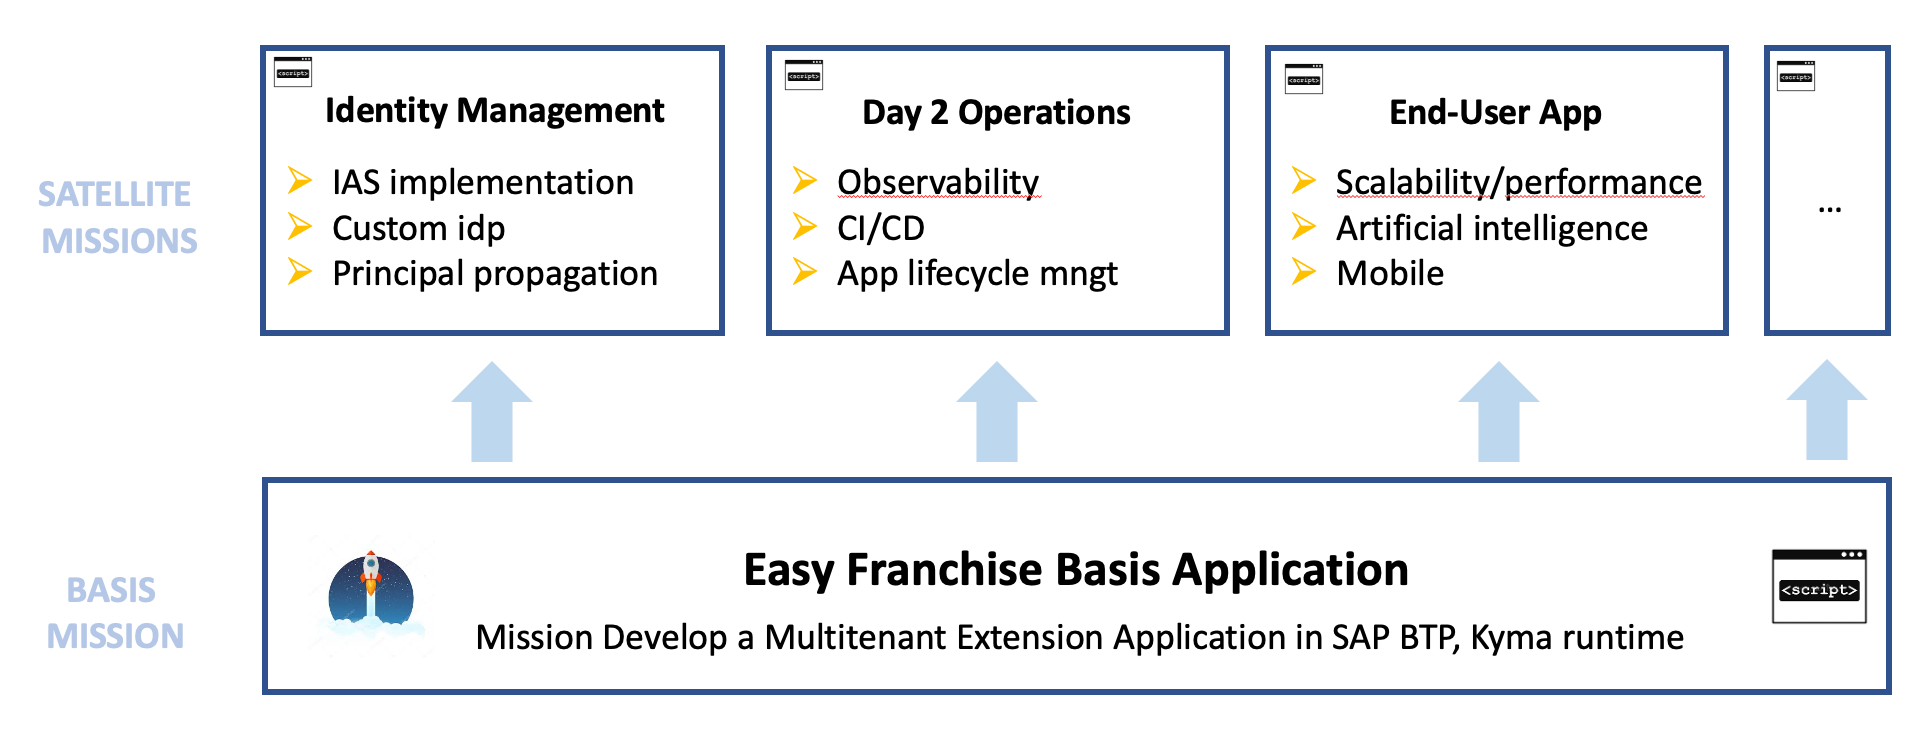 <script>
Identity Management
IAS implementation
Custom idp
Principal propagation
<script>
Day 2 Operations
Observability
CI/CD
App lifecycle mngt
<script>
End-User App
Scalability/performance
Artificial intelligence
Mobile
<script>
...
SATELLITE
MISSIONS
BASIS
MISSION
Easy Franchise Basis Application
Mission Develop a Multitenant Extension Application in SAP BTP, Kyma runtime
<script>